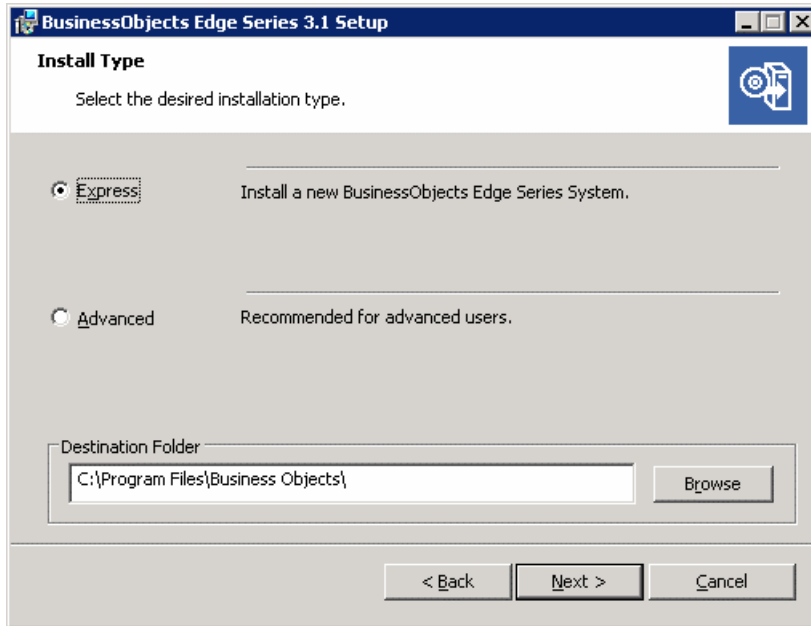 BusinessObjects Edge Series 3.1 Setup
Install Type
Select the desired installation type.
Express
Install a new BusinessObjects Edge Series System.
Advanced
Recommended for advanced users.
Destination Folder
C:\Program Files\Business Objects\
Browse
< Back
Next >
Cancel